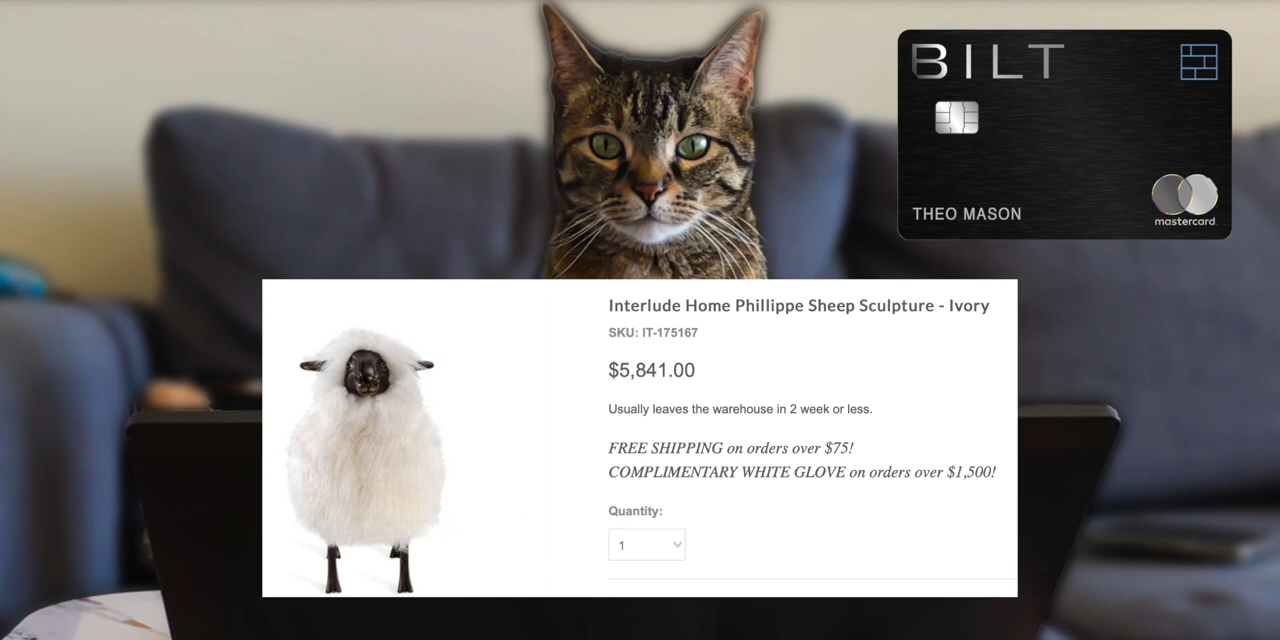 BILT
THEO MASON
mastercard
Interlude Home Phillippe Sheep Sculpture - Ivory
SKU: IT-175167
$5,841.00
Usually leaves the warehouse in 2 week or less.
FREE SHIPPING on orders over $75!
COMPLIMENTARY WHITE GLOVE on orders over $1,500!
Quantity:
1